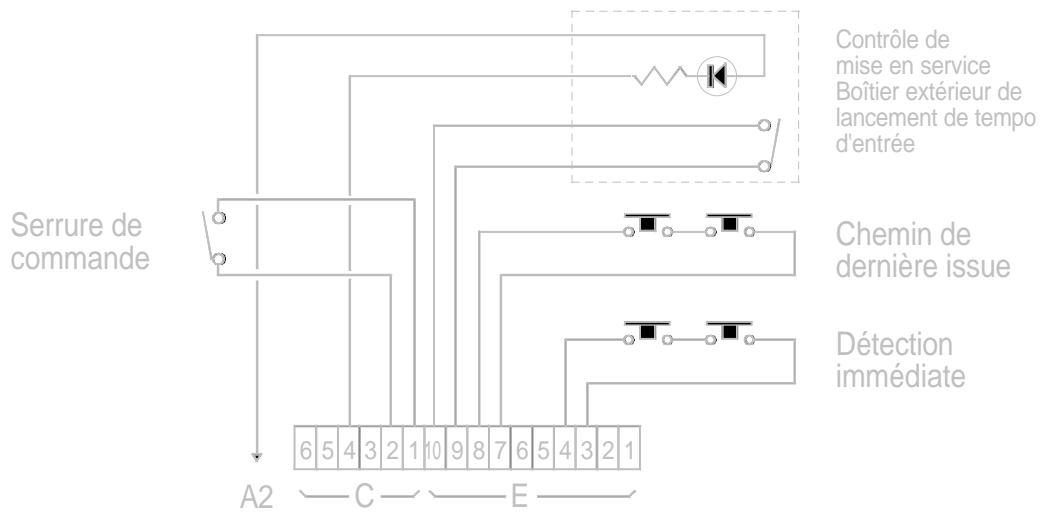 Contrôle de
mise en service
Boîtier extérieur de
lancement de tempo
d'entrée
Serrure de
commande
Chemin de
dernière issue
Détection
immédiate
6 5 4 3 2 1 10 9 8 7 6 5 4 3 2 1
A2 C E